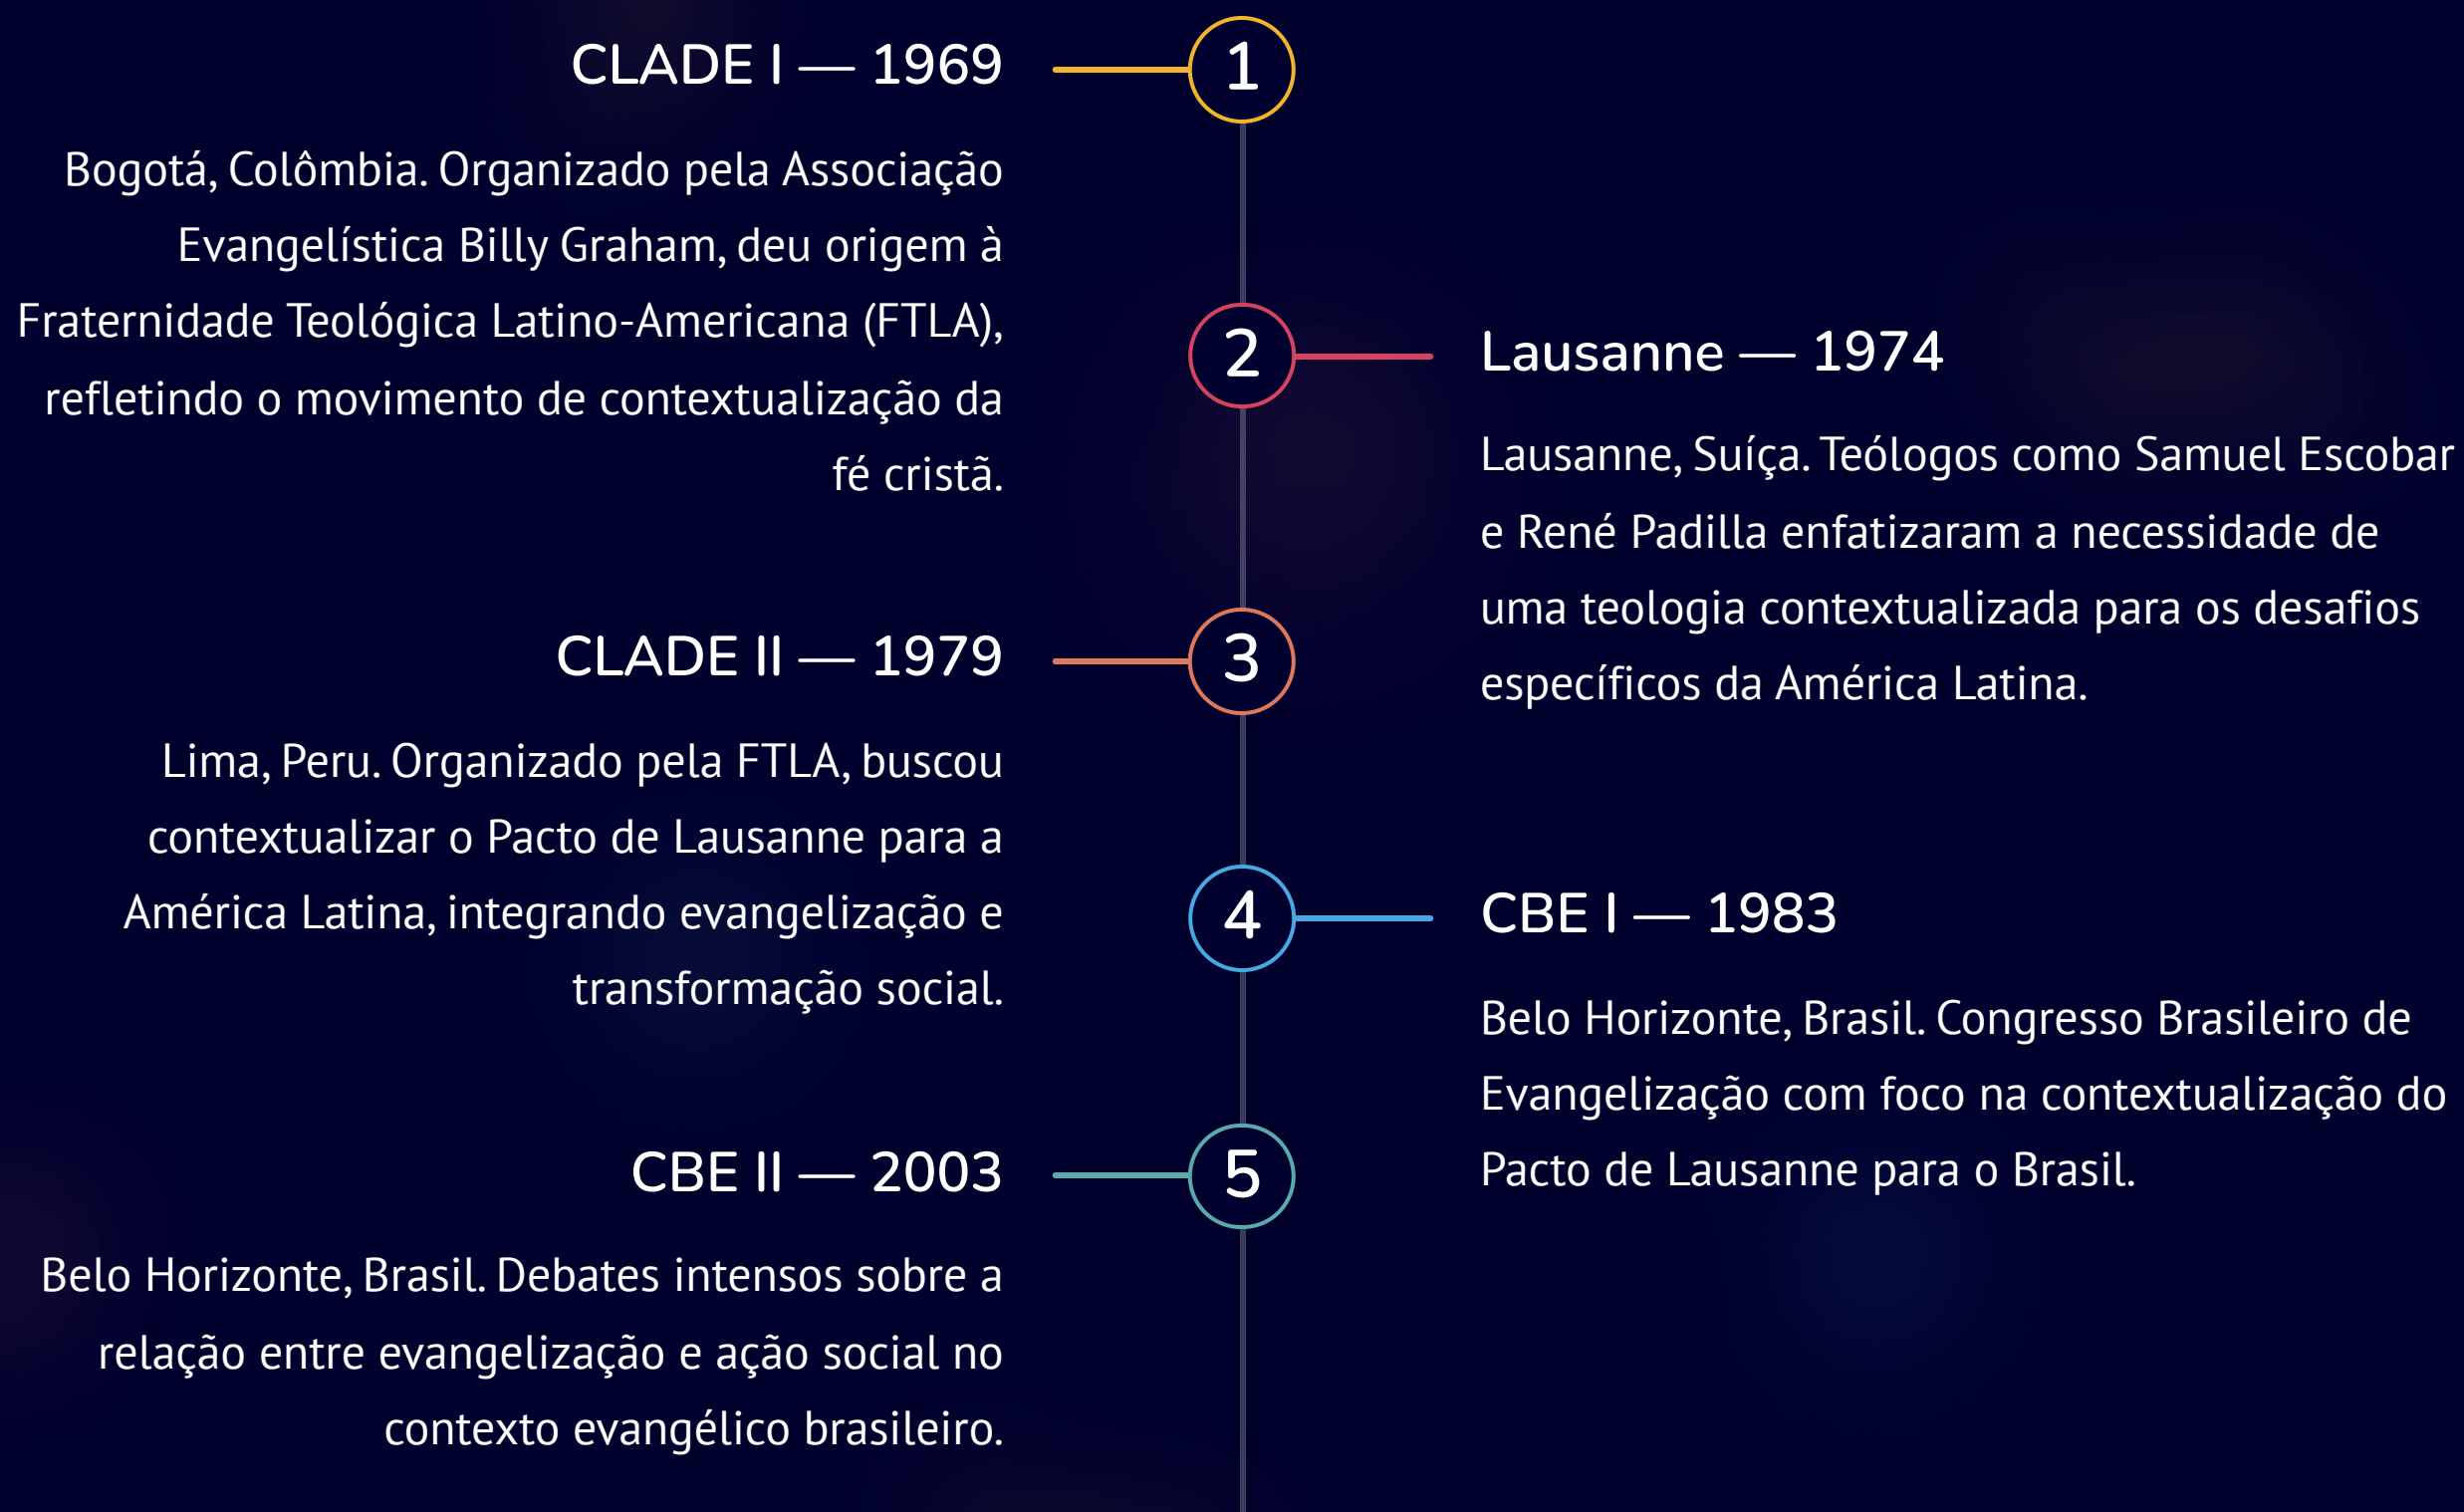 CLADE I — 1969
1
Bogotá, Colômbia. Organizado pela Associação
Evangelística Billy Graham, deu origem à
Fraternidade Teológica Latino-Americana (FTLA),
refletindo o movimento de contextualização da
fé cristã.
2
Lausanne — 1974
Lausanne, Suíça. Teólogos como Samuel Escobar
e René Padilla enfatizaram a necessidade de
uma teologia contextualizada para os desafios
específicos da América Latina.
CLADE II — 1979
3
Lima, Peru. Organizado pela FTLA, buscou
contextualizar o Pacto de Lausanne para a
América Latina, integrando evangelização e
transformação social.
4
CBE I — 1983
Belo Horizonte, Brasil. Congresso Brasileiro de
Evangelização com foco na contextualização do
Pacto de Lausanne para o Brasil.
CBE II — 2003
5
Belo Horizonte, Brasil. Debates intensos sobre a
relação entre evangelização e ação social no
contexto evangélico brasileiro.